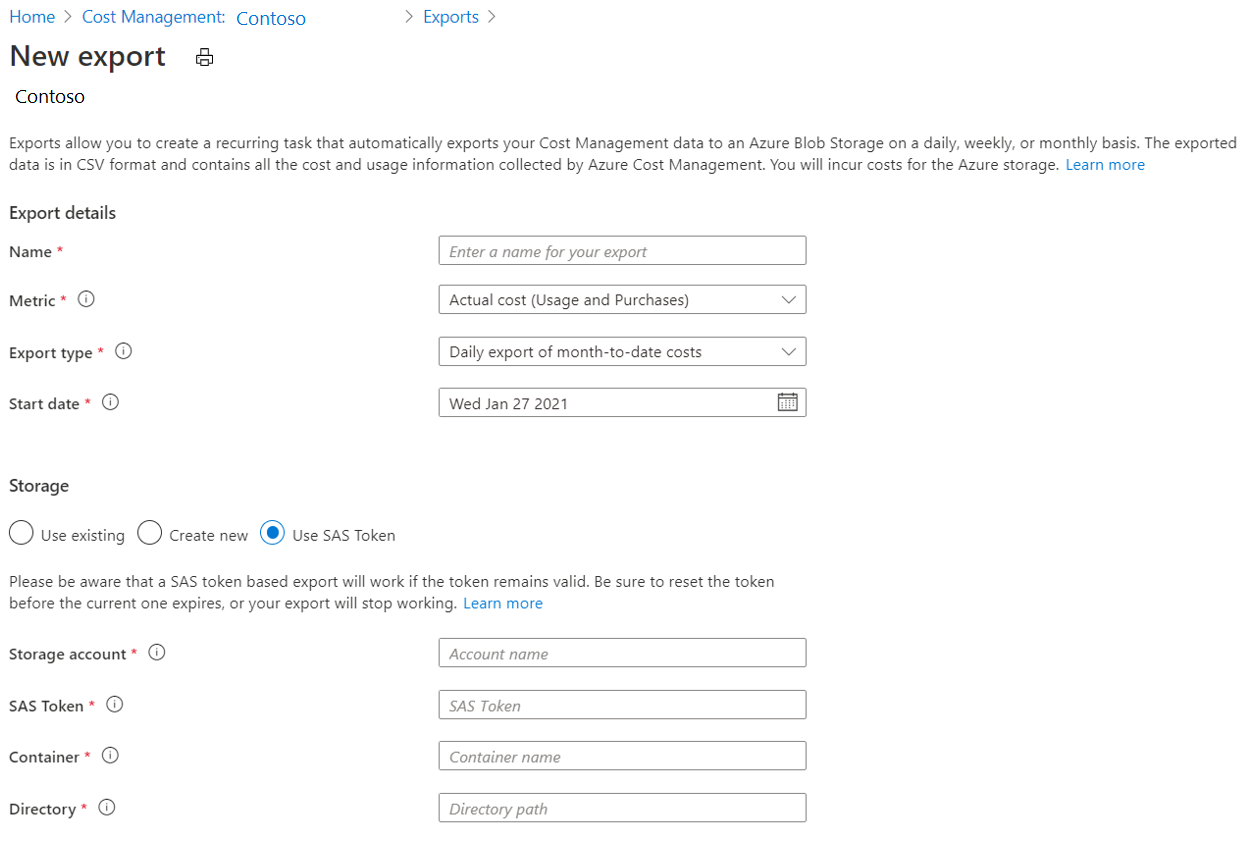 Home > Cost Management: Contoso > Exports >
New export
Contoso
Exports allow you to create a recurring task that automatically exports your Cost Management data to an Azure Blob Storage on a daily, weekly, or monthly basis. The exported
data is in CSV format and contains all the cost and usage information collected by Azure Cost Management. You will incur costs for the Azure storage. Learn more
Export details
Name * Enter a name for your export
Metric * Actual cost (Usage and Purchases)
Export type * Daily export of month-to-date costs
Start date * Wed Jan 27 2021
Storage
Use existing Create new Use SAS Token
Please be aware that a SAS token based export will work if the token remains valid. Be sure to reset the token
before the current one expires, or your export will stop working. Learn more
Storage account * Account name
SAS Token * SAS Token
Container * Container name
Directory * Directory path